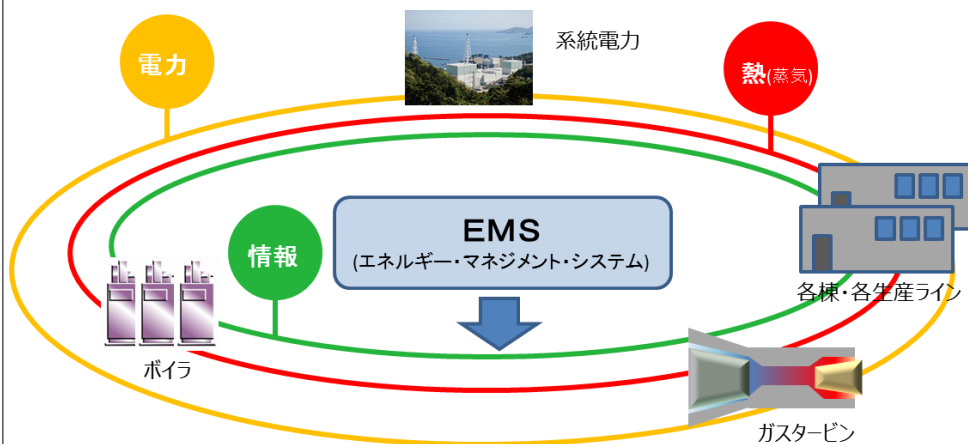 系統電力
電力
熱(蒸気)
情報
EMS
(エネルギー・マネジメント・システム)
各棟・各生産ライン
ボイラ
ガスタービン